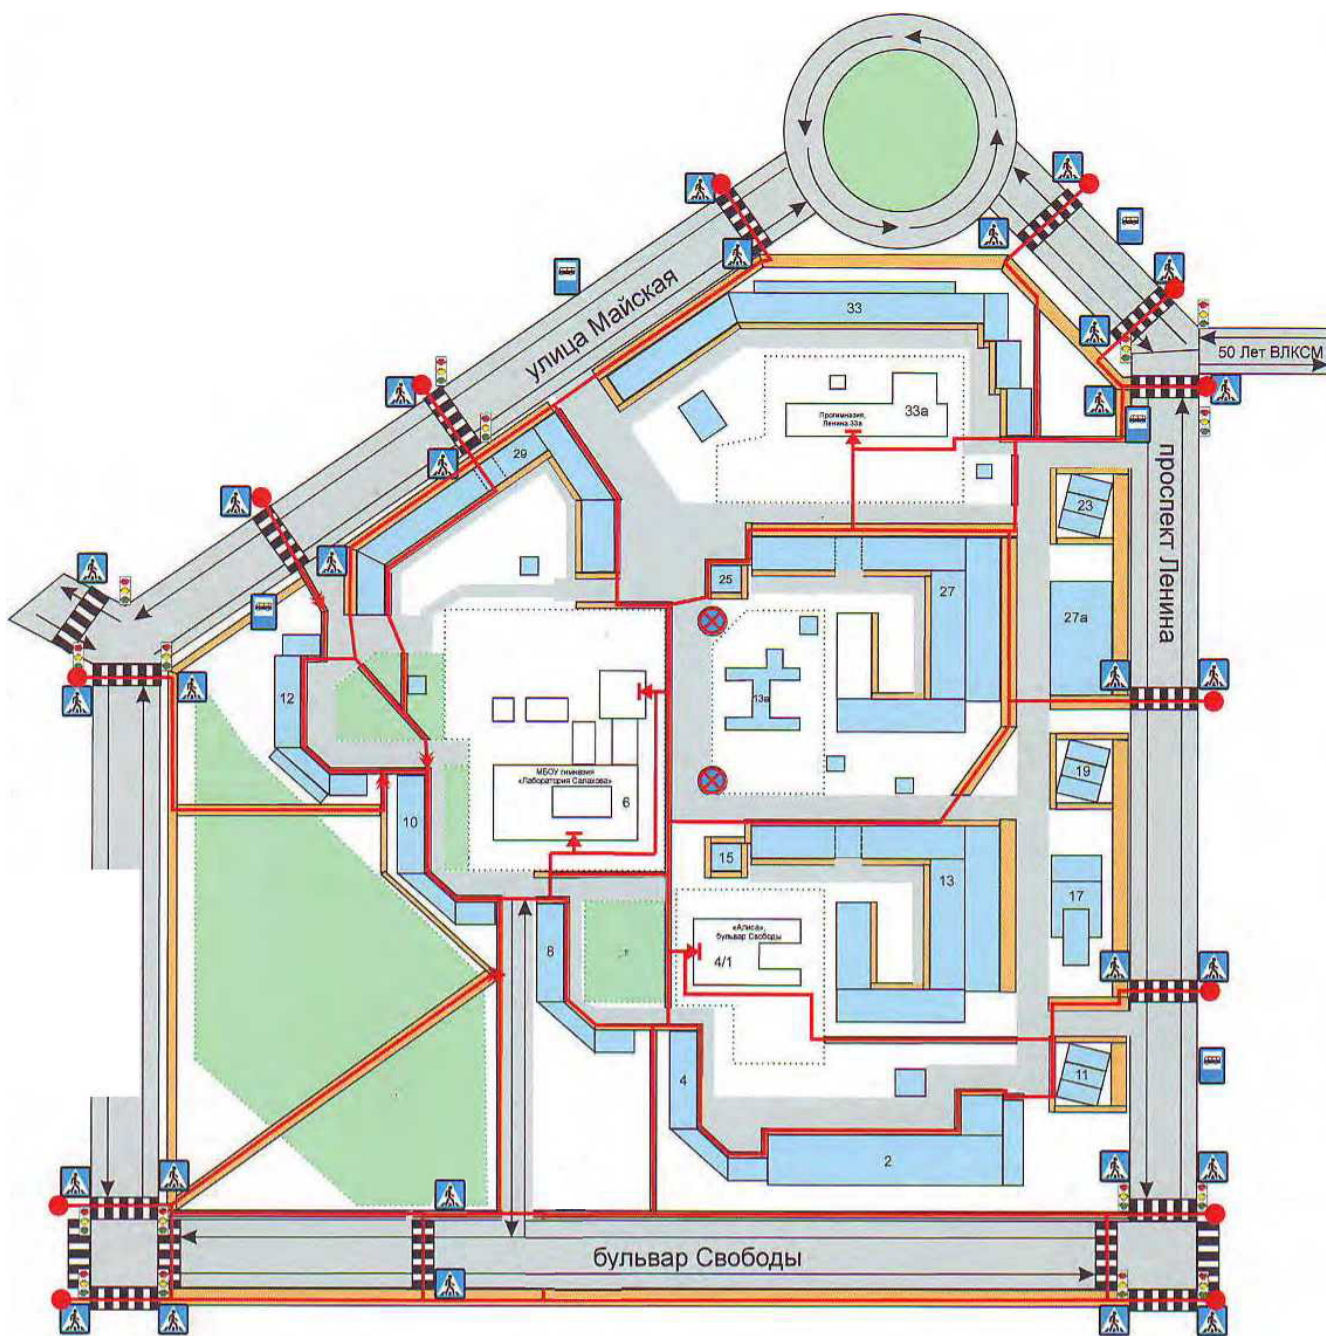 улица Майская
50 Лет ВЛКСМ
проспект Ленина
33
Прогимназия,
Ленина 33а
33а
29
23
25
27
27а
12
13а
МБОУ гимназия
«Лаборатория Салахова»
6
19
10
15
13
17
«Алиса»,
бульвар Свободы
4/1
8
4
11
2
бульвар Свободы